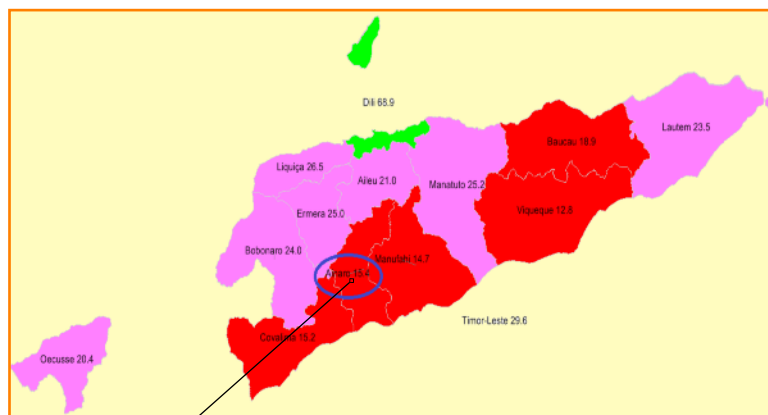 Dili 68.9
Lautem 23.5
Baucau 18.9
Liquiça 26.5
Aileu 21.0
Manatuto 25.2
Ermera 25.0
Viqueque 12.6
Bobonaro 24.0
Manufahi 14.7
Ainaro 15.4
Timor-Leste 29.6
Covalima 15.2
Oecusse 20.4